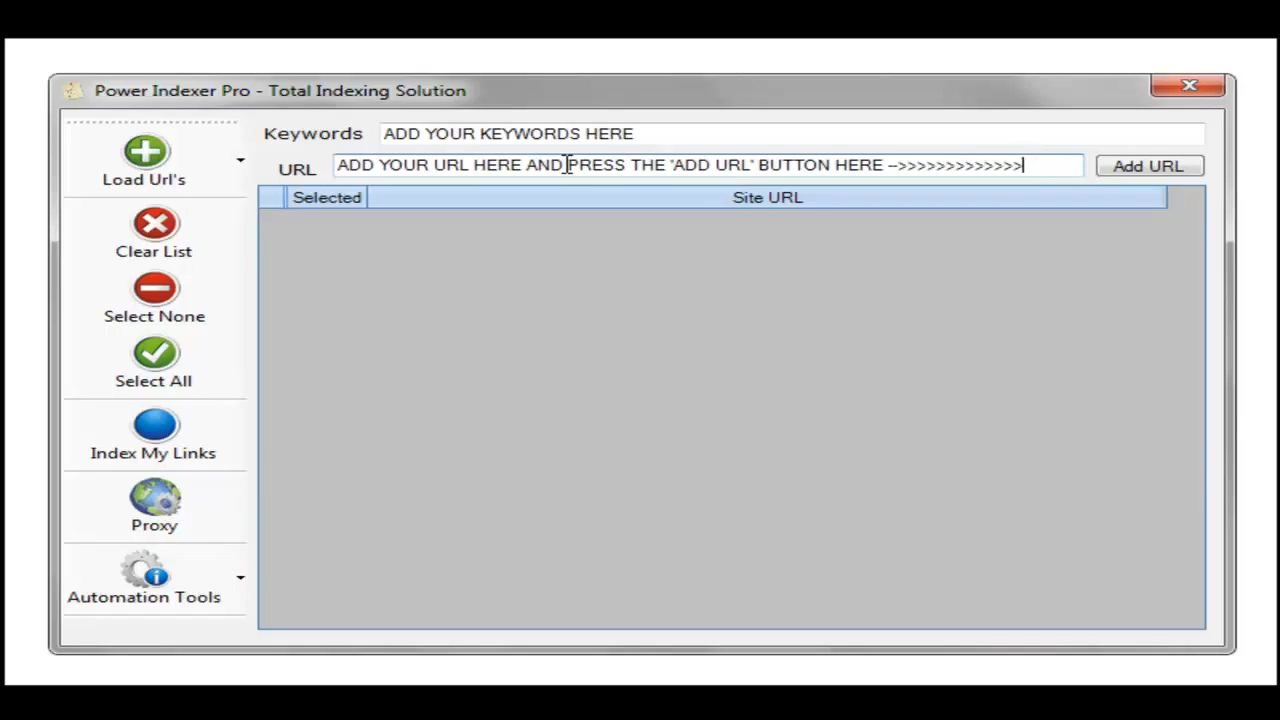 Power Indexer Pro - Total Indexing Solution
Keywords ADD YOUR KEYWORDS HERE
URL ADD YOUR URL HERE AND PRESS THE "ADD URL" BUTTON HERE -->>>>>>>>>>>>> Add URL
Selected Site URL
Load Url's
Clear List
Select None
Select All
Index My Links
Proxy
Automation Tools